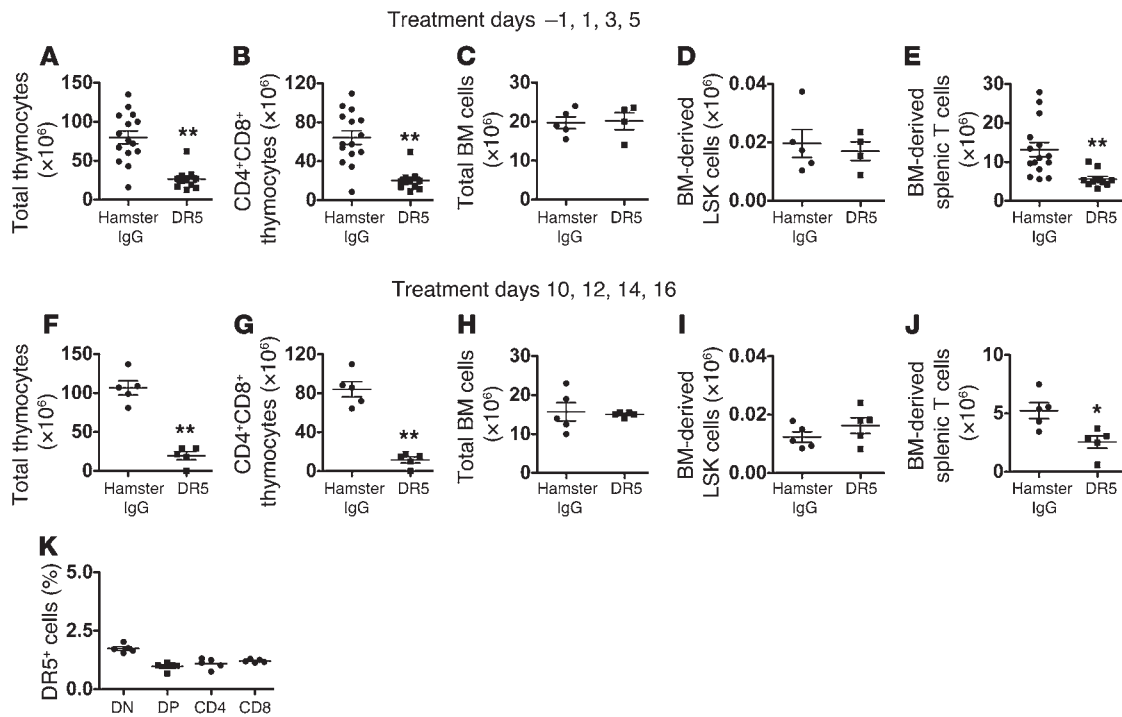 Treatment days –1, 1, 3, 5
A
Total thymocytes
(×10⁶)
150
100
50
0
**
Hamster
IgG
DR5
B
CD4⁺CD8⁺
thymocytes (×10⁶)
120
80
40
0
**
Hamster
IgG
DR5
C
Total BM cells
(×10⁶)
30
20
10
0
Hamster
IgG
DR5
D
BM-derived
LSK cells (×10⁶)
0.04
0.02
0.00
Hamster
IgG
DR5
E
BM-derived
splenic T cells
(×10⁶)
30
20
10
0
**
Hamster
IgG
DR5
Treatment days 10, 12, 14, 16
F
Total thymocytes
(×10⁶)
150
100
50
0
**
Hamster
IgG
DR5
G
CD4⁺CD8⁺
thymocytes (×10⁶)
120
80
40
0
**
Hamster
IgG
DR5
H
Total BM cells
(×10⁶)
30
20
10
0
Hamster
IgG
DR5
I
BM-derived
LSK cells (×10⁶)
0.04
0.02
0.00
Hamster
IgG
DR5
J
BM-derived
splenic T cells
(×10⁶)
10
5
0
*
Hamster
IgG
DR5
K
DR5⁺ cells (%)
5.0
2.5
0.0
DN
DP
CD4
CD8